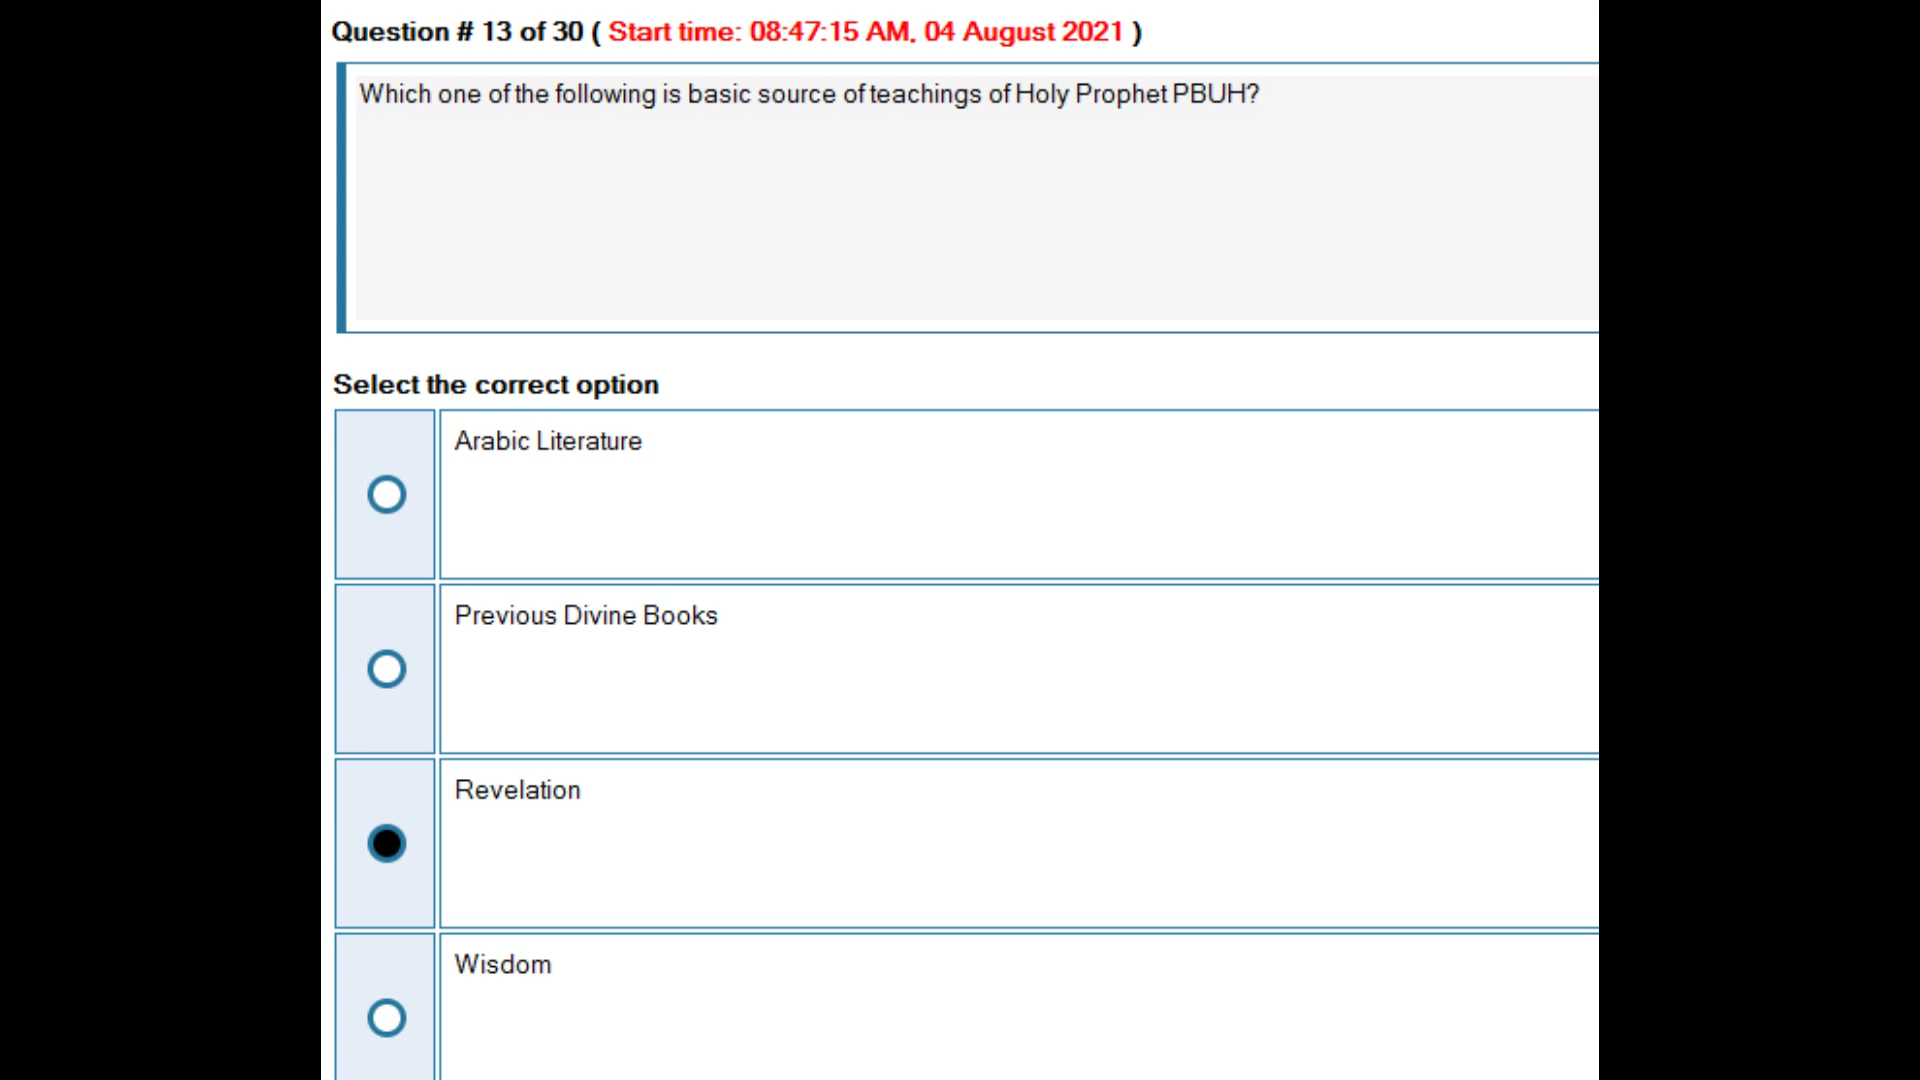 Question # 13 of 30 ( Start time: 08:47:15 AM, 04 August 2021 )
Which one of the following is basic source of teachings of Holy Prophet PBUH?
Select the correct option
Arabic Literature
Previous Divine Books
Revelation
Wisdom